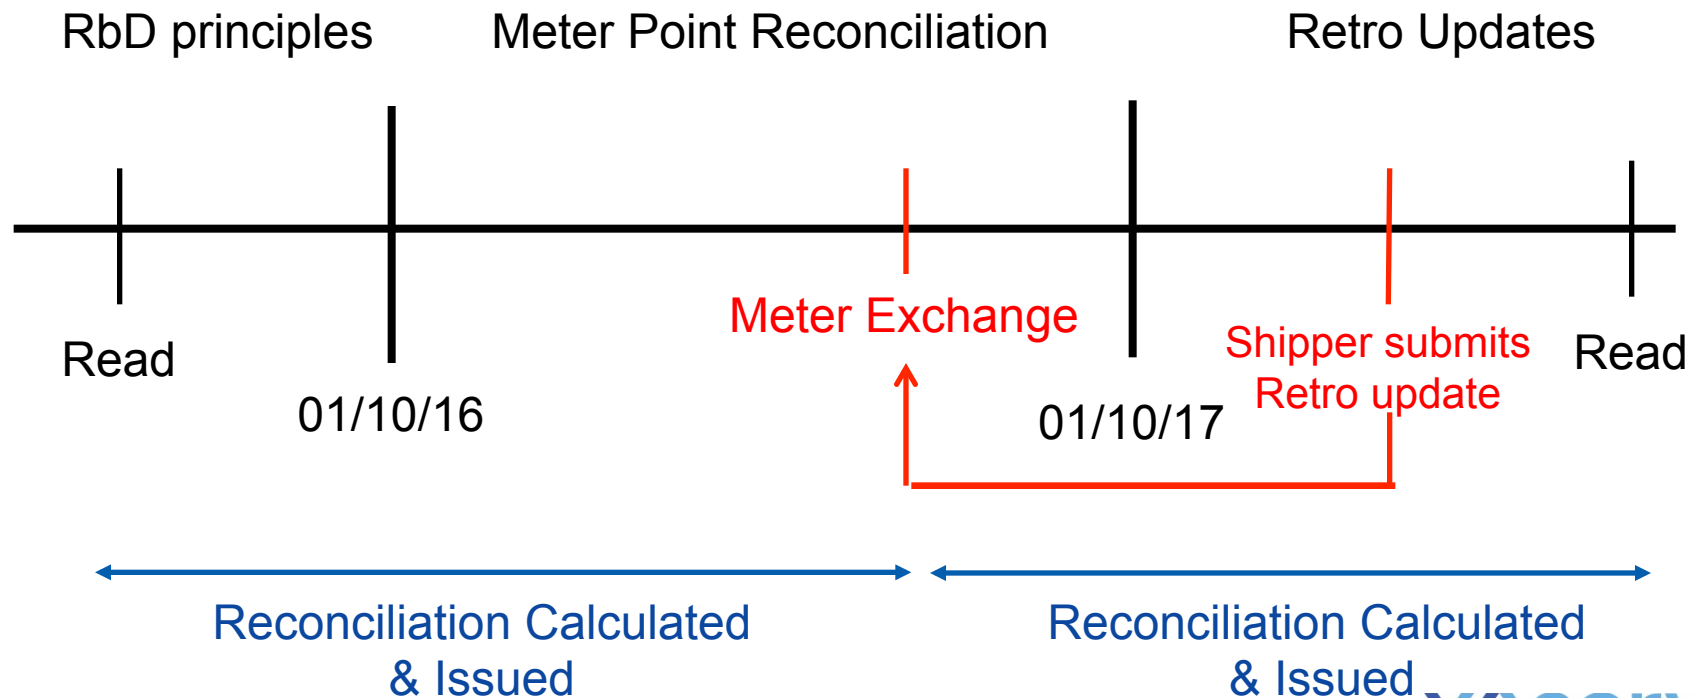 RbD principles
Meter Point Reconciliation
Retro Updates
Read
01/10/16
Meter Exchange
01/10/17
Shipper submits
Retro update
Read
Reconciliation Calculated
& Issued
Reconciliation Calculated
& Issued